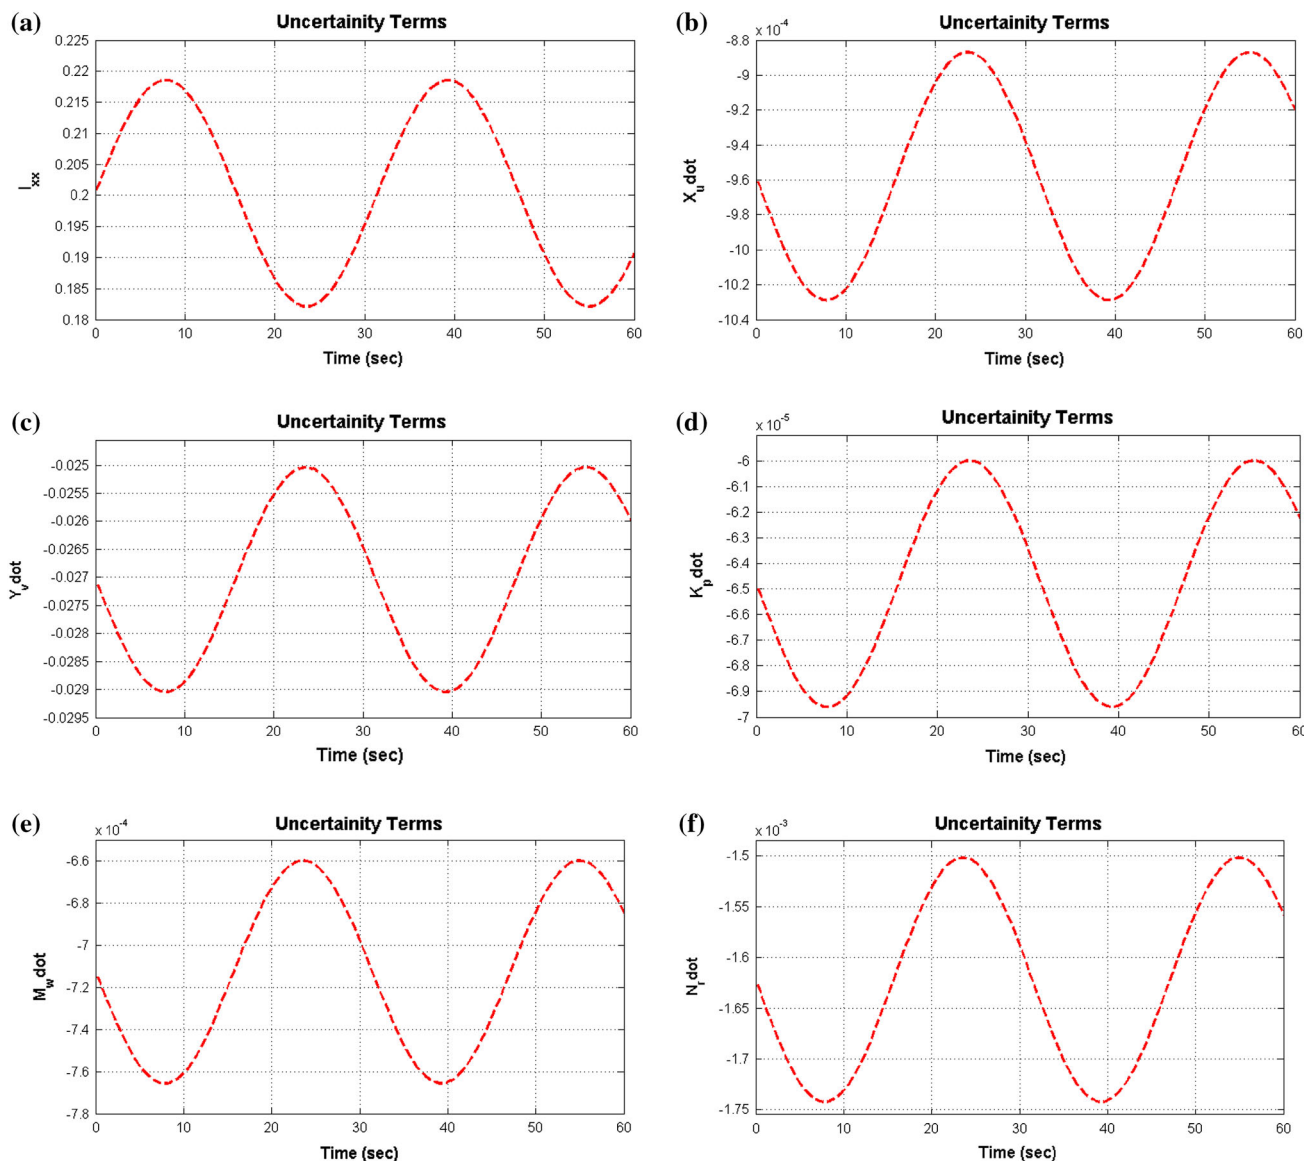 (a)
Uncertainity Terms
0.225
0.22
0.215
0.21
0.205
0.2
0.195
0.19
0.185
0.18
I_xx
0 10 20 30 40 50 60
Time (sec)
(b)
Uncertainity Terms
x 10^-4
-8.8
-9
-9.2
-9.4
-9.6
-9.8
-10
-10.2
-10.4
X_u dot
0 10 20 30 40 50 60
Time (sec)
(c)
Uncertainity Terms
-0.025
-0.0255
-0.026
-0.0265
-0.027
-0.0275
-0.028
-0.0285
-0.029
-0.0295
Y_v dot
0 10 20 30 40 50 60
Time (sec)
(d)
Uncertainity Terms
x 10^-5
-6
-6.1
-6.2
-6.3
-6.4
-6.5
-6.6
-6.7
-6.8
-6.9
-7
K_p dot
0 10 20 30 40 50 60
Time (sec)
(e)
Uncertainity Terms
x 10^-4
-6.6
-6.8
-7
-7.2
-7.4
-7.6
-7.8
M_w dot
0 10 20 30 40 50 60
Time (sec)
(f)
Uncertainity Terms
x 10^-3
-1.5
-1.55
-1.6
-1.65
-1.7
-1.75
N_r dot
0 10 20 30 40 50 60
Time (sec)